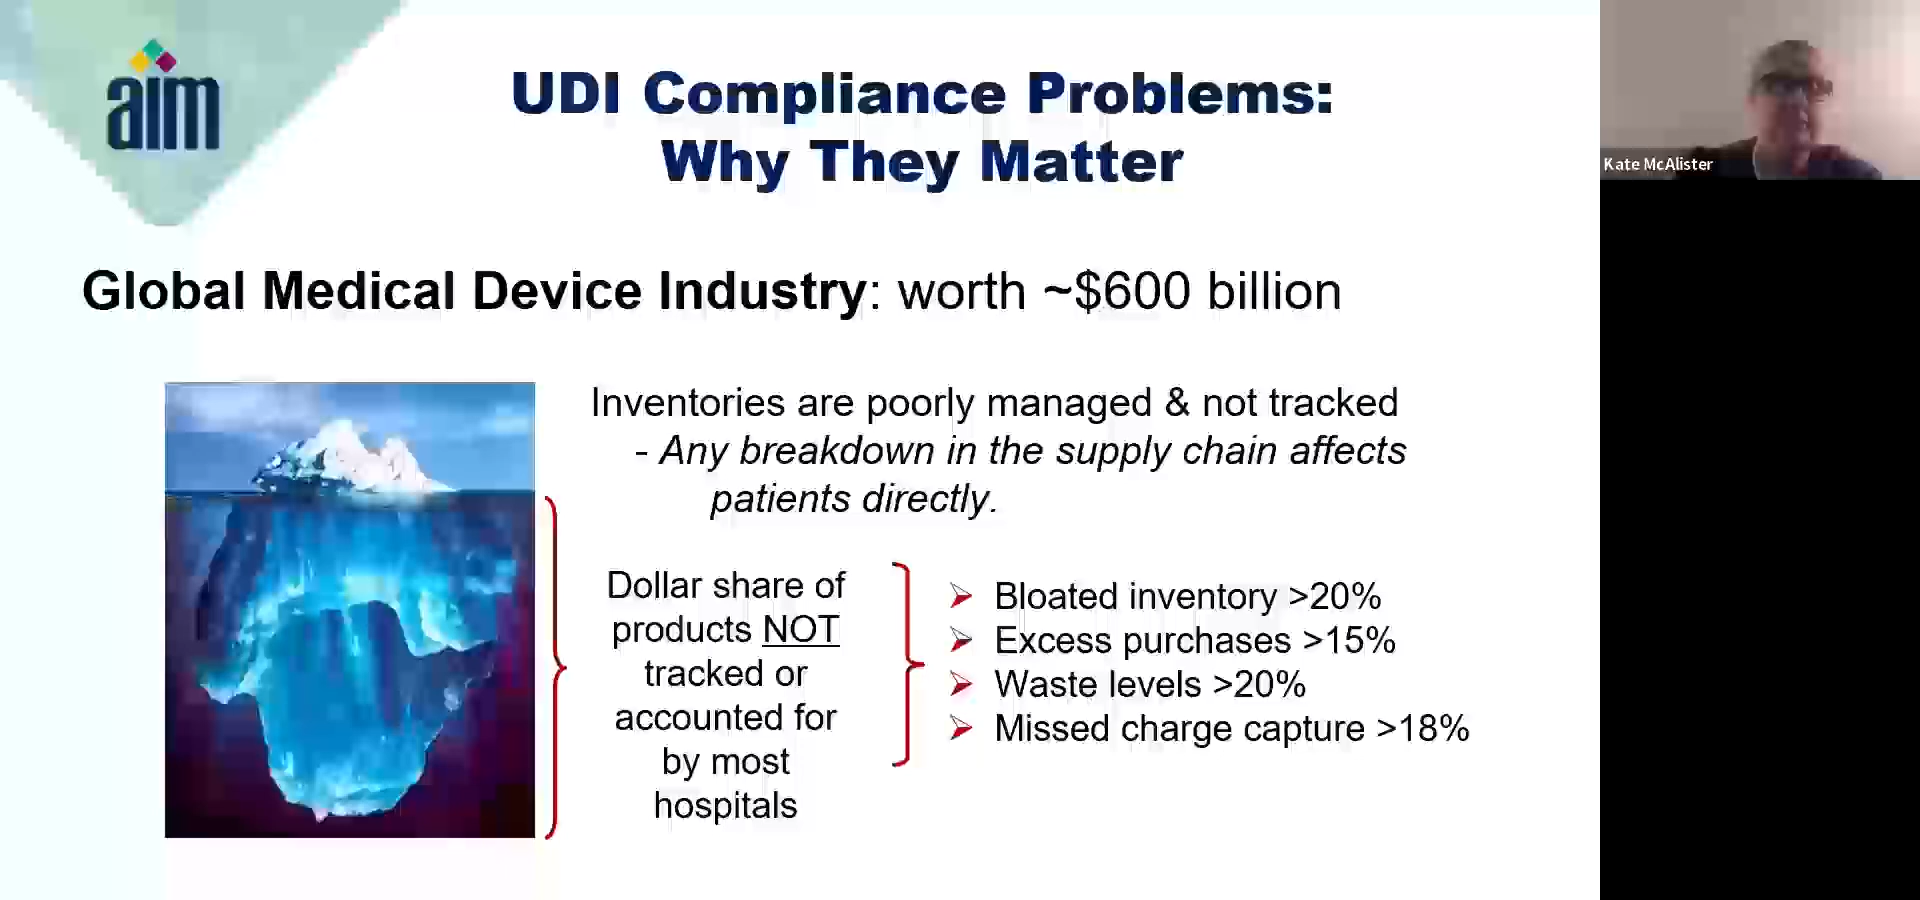 aim
UDI Compliance Problems:
Why They Matter
Kate McAlister
Global Medical Device Industry: worth ~$600 billion
Inventories are poorly managed & not tracked
- Any breakdown in the supply chain affects
patients directly.
Dollar share of
products NOT
tracked or
accounted for
by most
hospitals
Bloated inventory >20%
Excess purchases >15%
Waste levels >20%
Missed charge capture >18%